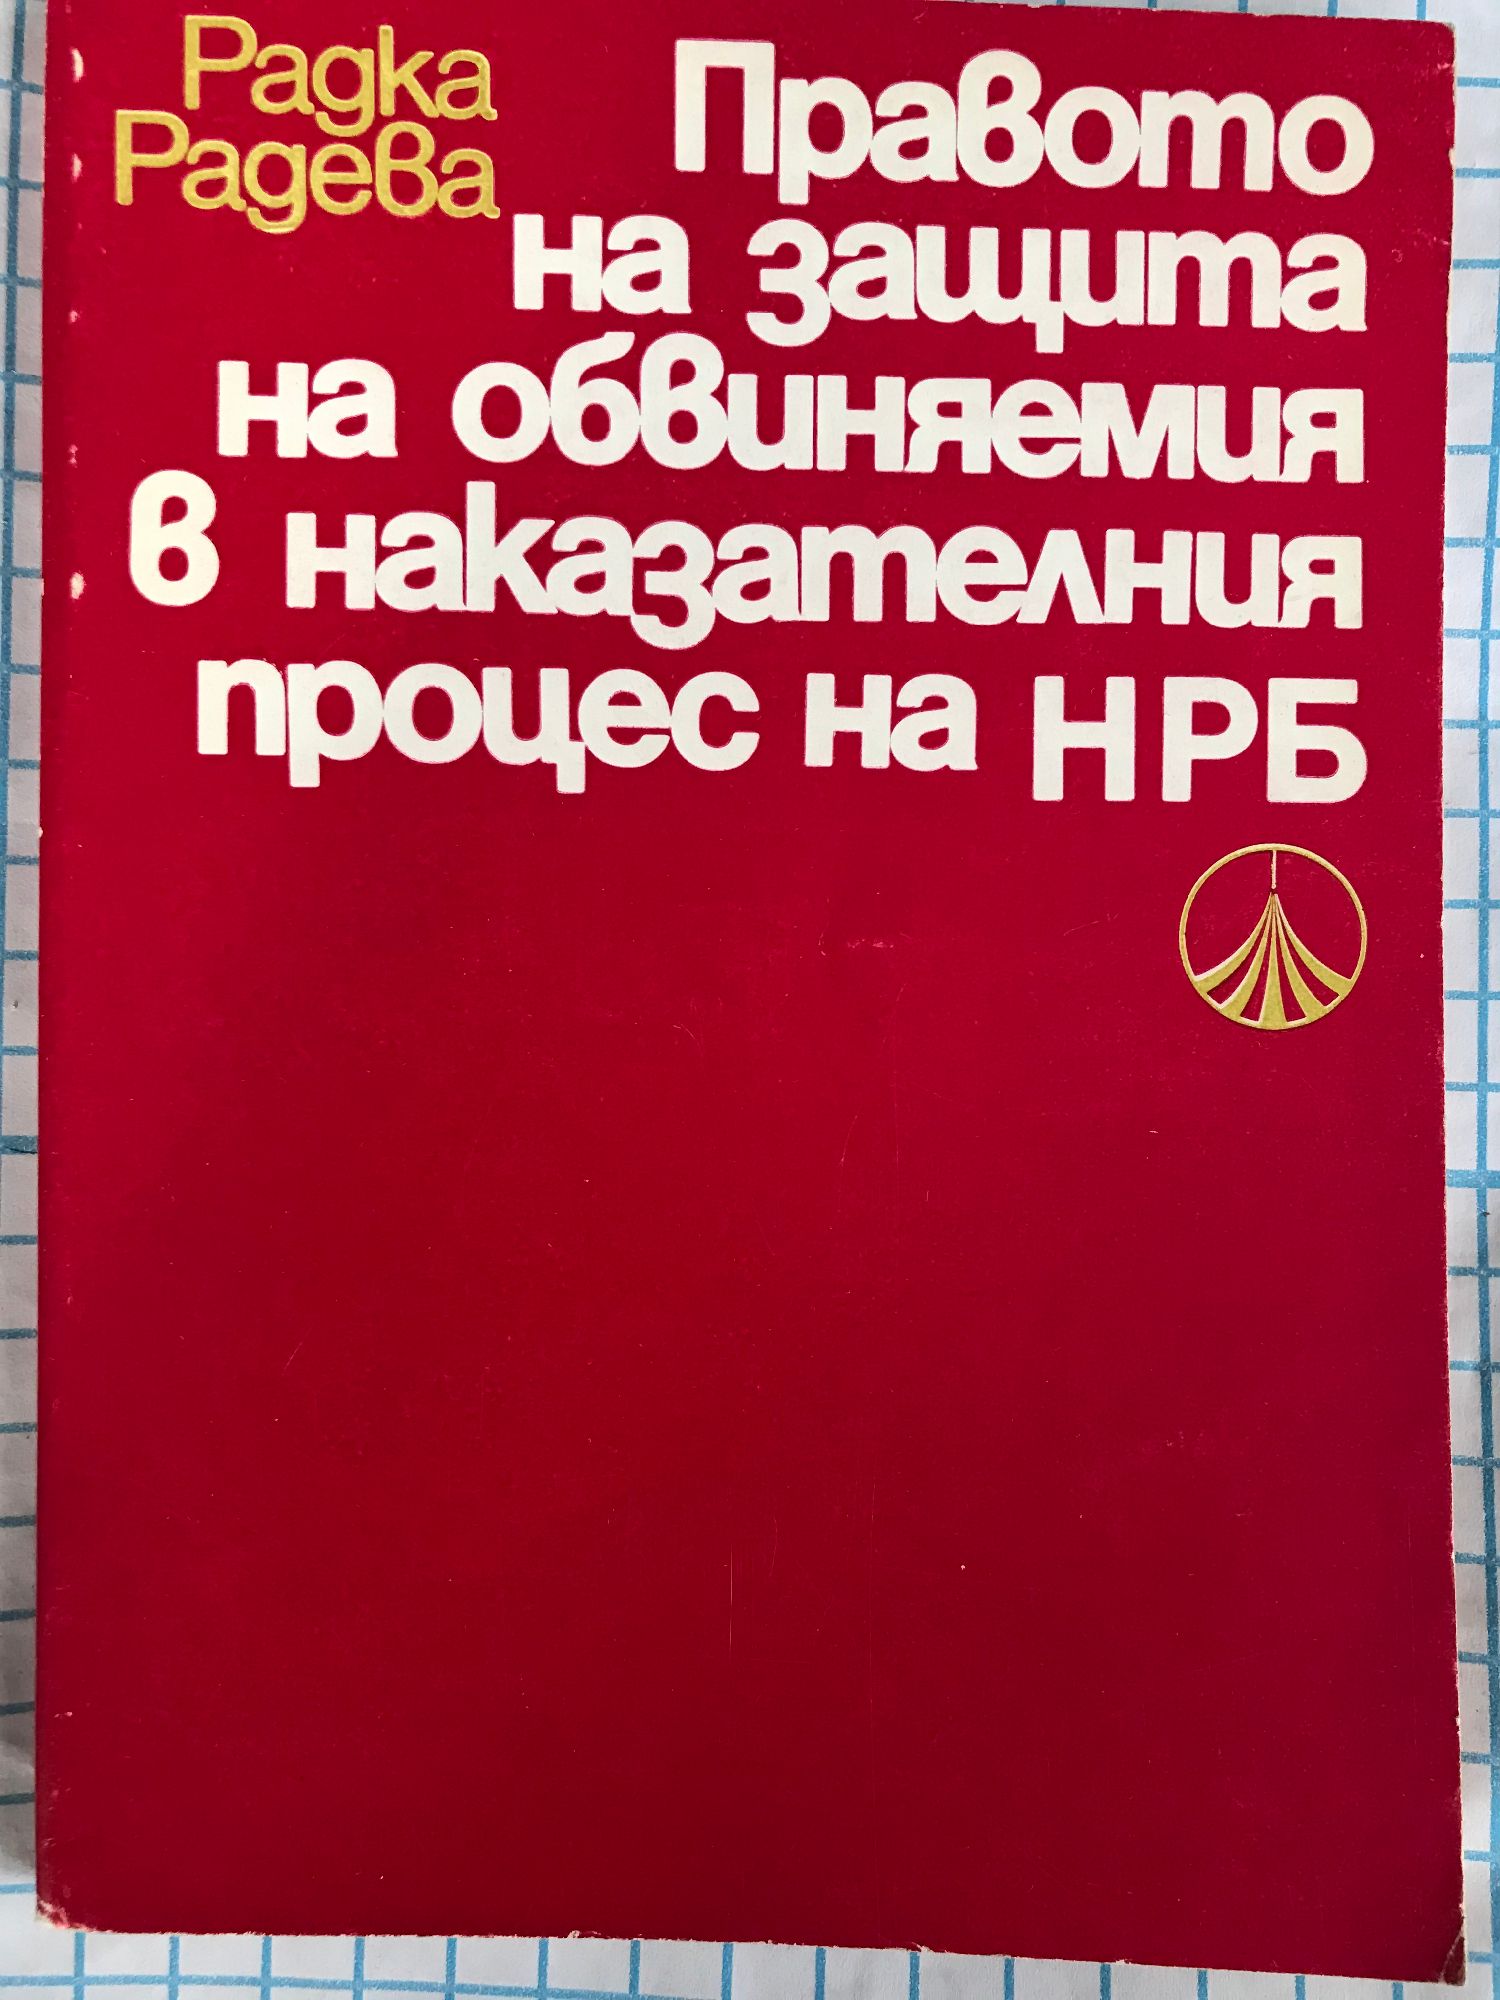 Радка
Радева
Правото
на защита
на обвиняемия
в наказателния
процес на НРБ